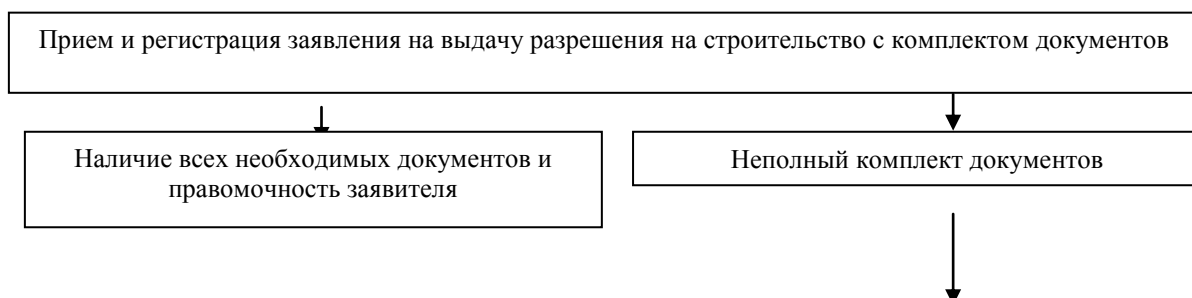 Прием и регистрация заявления на выдачу разрешения на строительство с комплектом документов
Наличие всех необходимых документов и
правомочность заявителя
Неполный комплект документов